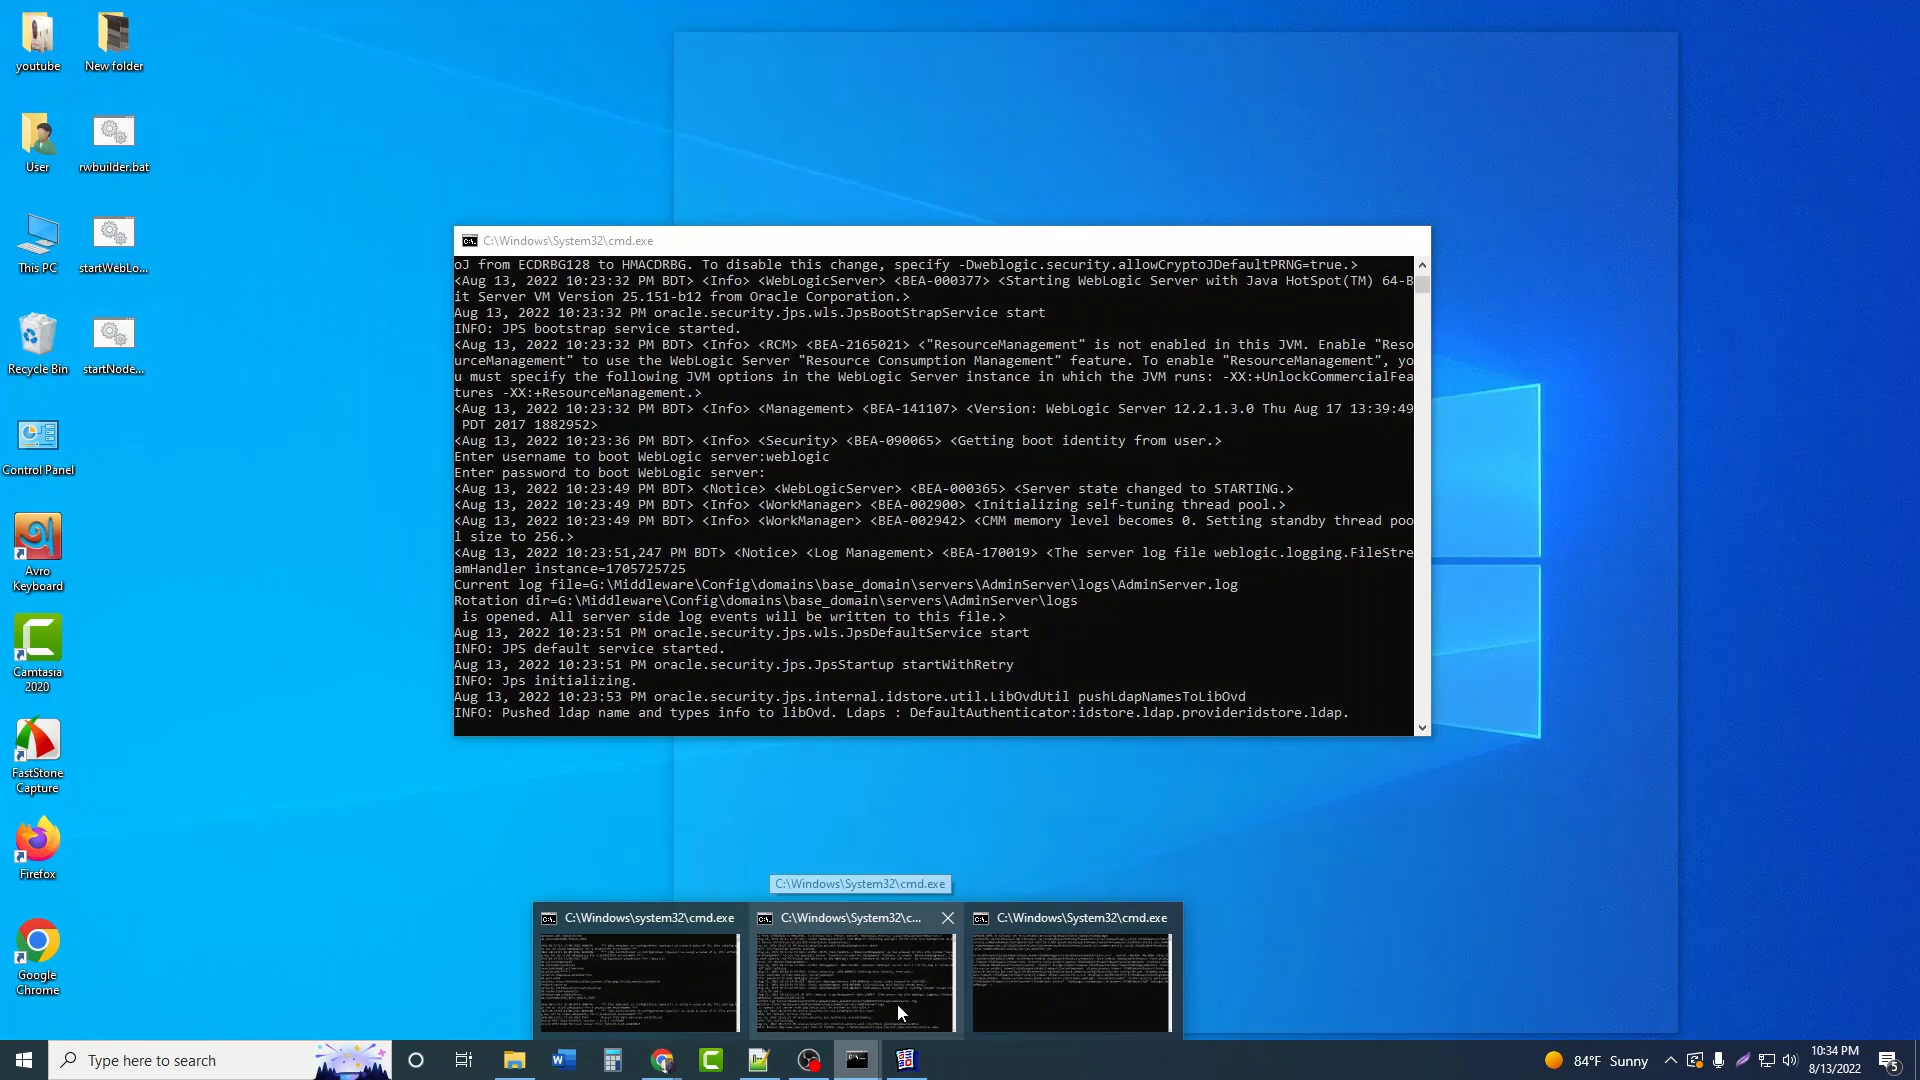 youtube
New folder
User
rwbuilder.bat
This PC
startWebLo...
Recycle Bin
startNode...
Control Panel
Avro
Keyboard
Camtasia
2020
FastStone
Capture
Firefox
Google
Chrome
C:\Windows\System32\cmd.exe
oJ from ECDRBG128 to HMACDRBG. To disable this change, specify -Dweblogic.security.allowCryptoJDefaultPRNG=true.>
<Aug 13, 2022 10:23:32 PM BDT> <Info> <WebLogicServer> <BEA-000377> <Starting WebLogic Server with Java HotSpot(TM) 64-B
it Server VM Version 25.151-b12 from Oracle Corporation.>
Aug 13, 2022 10:23:32 PM oracle.security.jps.wls.JpsBootStrapService start
INFO: JPS bootstrap service started.
<Aug 13, 2022 10:23:32 PM BDT> <Info> <RCM> <BEA-2165021> <"ResourceManagement" is not enabled in this JVM. Enable "Reso
urceManagement" to use the WebLogic Server "Resource Consumption Management" feature. To enable "ResourceManagement", yo
u must specify the following JVM options in the WebLogic Server instance in which the JVM runs: -XX:+UnlockCommercialFea
tures -XX:+ResourceManagement.>
<Aug 13, 2022 10:23:32 PM BDT> <Info> <Management> <BEA-141107> <Version: WebLogic Server 12.2.1.3.0 Thu Aug 17 13:39:49
PDT 2017 1882952>
<Aug 13, 2022 10:23:36 PM BDT> <Info> <Security> <BEA-090065> <Getting boot identity from user.>
Enter username to boot WebLogic server:weblogic
Enter password to boot WebLogic server:
<Aug 13, 2022 10:23:49 PM BDT> <Notice> <WebLogicServer> <BEA-000365> <Server state changed to STARTING.>
<Aug 13, 2022 10:23:49 PM BDT> <Info> <WorkManager> <BEA-002900> <Initializing self-tuning thread pool.>
<Aug 13, 2022 10:23:49 PM BDT> <Info> <WorkManager> <BEA-002942> <CMM memory level becomes 0. Setting standby thread poo
l size to 256.>
<Aug 13, 2022 10:23:51,247 PM BDT> <Notice> <Log Management> <BEA-170019> <The server log file weblogic.logging.FileStre
amHandler instance=1705725725
Current log file=G:\Middleware\Config\domains\base_domain\servers\AdminServer\logs\AdminServer.log
Rotation dir=G:\Middleware\Config\domains\base_domain\servers\AdminServer\logs
is opened. All server side log events will be written to this file.>
Aug 13, 2022 10:23:51 PM oracle.security.jps.wls.JpsDefaultService start
INFO: JPS default service started.
Aug 13, 2022 10:23:51 PM oracle.security.jps.JpsStartup startWithRetry
INFO: Jps initializing.
Aug 13, 2022 10:23:53 PM oracle.security.jps.internal.idstore.util.LibOvdUtil pushLdapNamesToLibOvd
INFO: Pushed ldap name and types info to libOvd. Ldaps : DefaultAuthenticator:idstore.ldap.provideridstore.ldap.
C:\Windows\System32\cmd.exe
C:\Windows\system32\cmd.exe
C:\Windows\System32\c...
C:\Windows\System32\cmd.exe
Type here to search
84°F Sunny
10:34 PM
8/13/2022
5